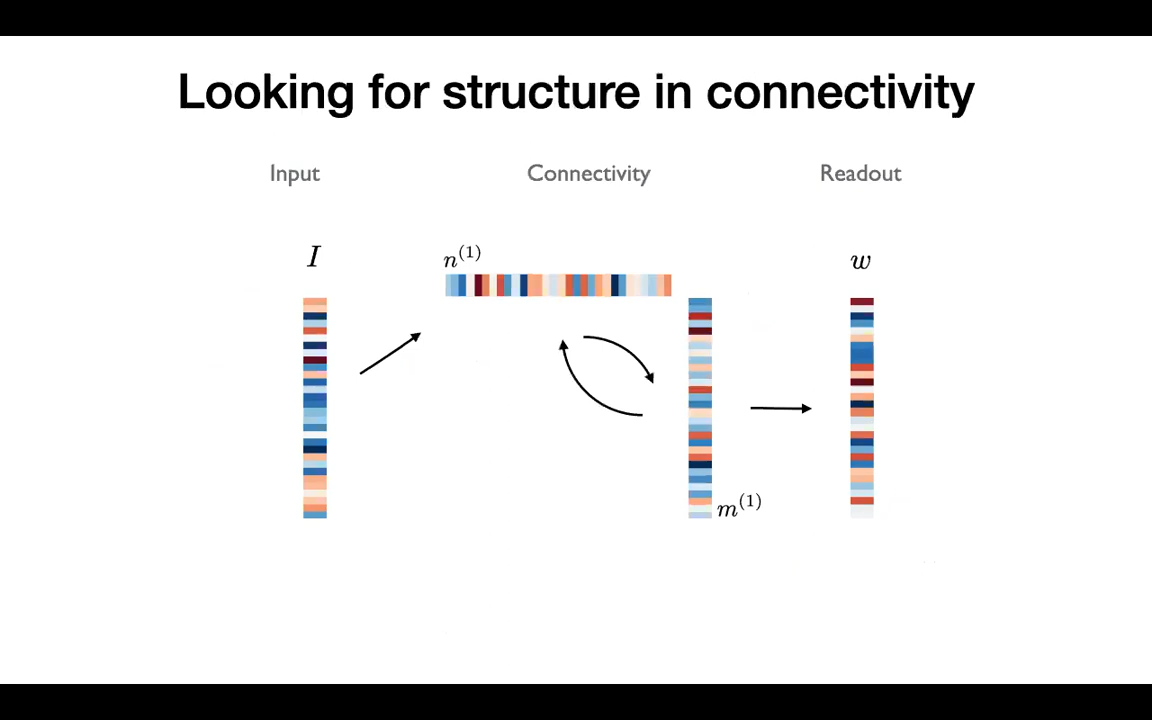 Looking for structure in connectivity
Input Connectivity Readout
I n⁽¹⁾ w
m⁽¹⁾